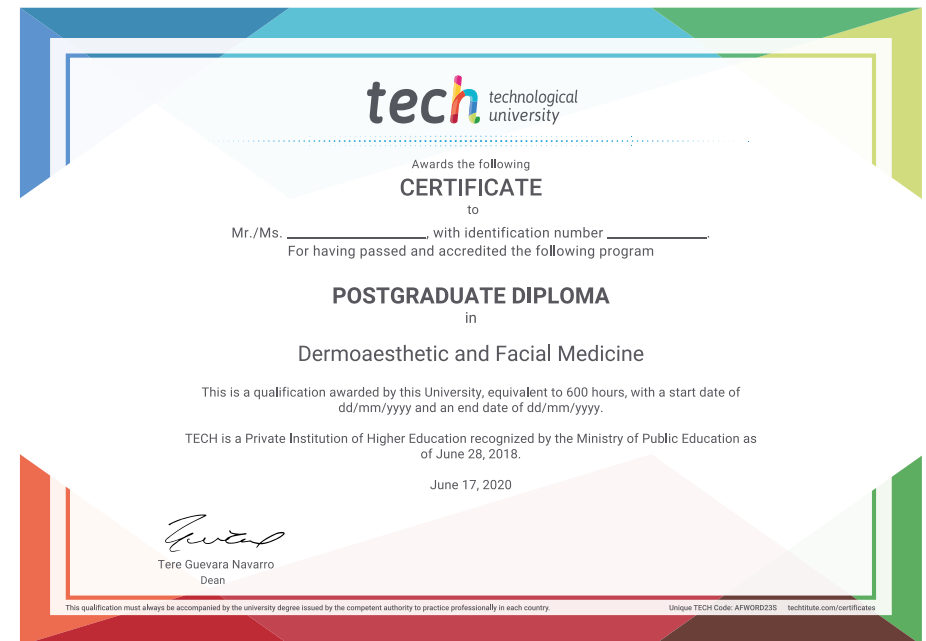 tech technological
university
Awards the following
CERTIFICATE
to
Mr./Ms. ____________________, with identification number ______________.
For having passed and accredited the following program
POSTGRADUATE DIPLOMA
in
Dermoaesthetic and Facial Medicine
This is a qualification awarded by this University, equivalent to 600 hours, with a start date of
dd/mm/yyyy and an end date of dd/mm/yyyy.
TECH is a Private Institution of Higher Education recognized by the Ministry of Public Education as
of June 28, 2018.
June 17, 2020
Tere Guevara Navarro
Dean
This qualification must always be accompanied by the university degree issued by the competent authority to practice professionally in each country.
Unique TECH Code: AFWORD23S techtitute.com/certificates